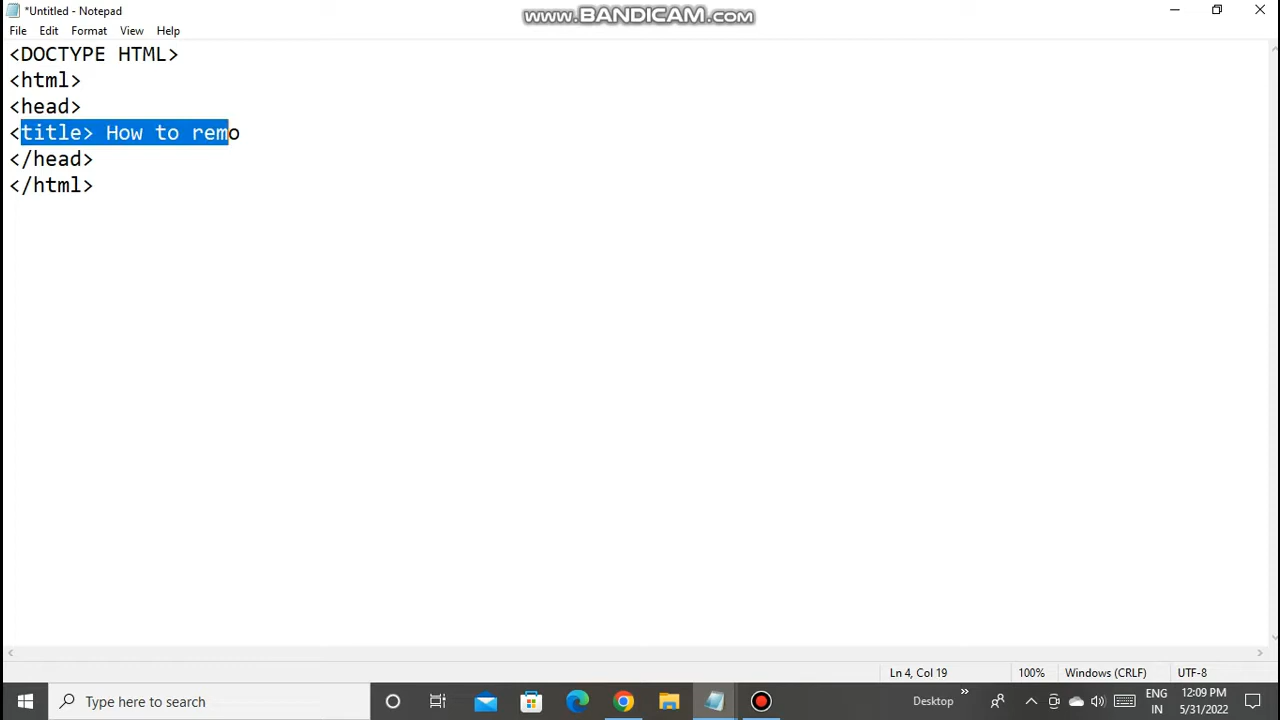 *Untitled - Notepad
www.BANDICAM.com
File Edit Format View Help
<DOCTYPE HTML>
<html>
<head>
<title> How to remo
</head>
</html>
Ln 4, Col 19 100% Windows (CRLF) UTF-8
Type here to search
Desktop
ENG
IN
12:09 PM
5/31/2022